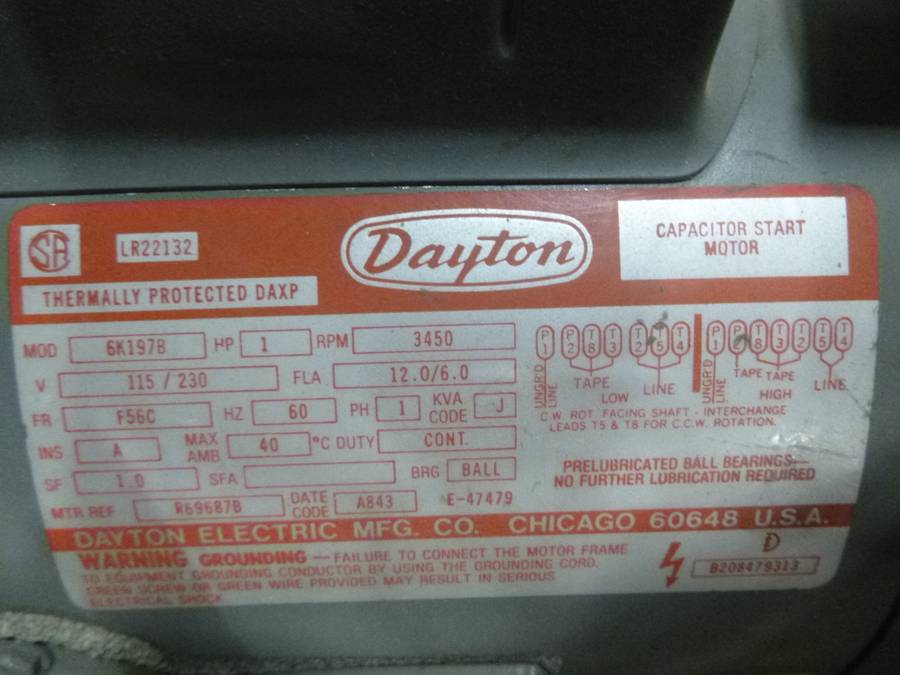 SA
LR22132
Dayton
CAPACITOR START
MOTOR
THERMALLY PROTECTED DAXP
MOD 6K197B HP 1 RPM 3450
V 115 / 230 FLA 12.0/6.0
FR F56C HZ 60 PH 1 KVA CODE J
INS A MAX AMB 40 °C DUTY CONT.
SF 1.0 SFA BRG BALL
MTR REF R69687B DATE CODE A843 E-47479
P1 P2 T8 T3 T2 T5 T4
UNGR'D LINE TAPE LINE
LOW
P1 P2 T8 T3 T2 T5 T4
UNGR'D LINE TAPE TAPE LINE
HIGH
C.W. ROT. FACING SHAFT - INTERCHANGE
LEADS T5 & T8 FOR C.C.W. ROTATION.
PRELUBRICATED BALL BEARINGS—
NO FURTHER LUBRICATION REQUIRED
DAYTON ELECTRIC MFG. CO. CHICAGO 60648 U.S.A.
WARNING GROUNDING — FAILURE TO CONNECT THE MOTOR FRAME
TO EQUIPMENT GROUNDING CONDUCTOR BY USING THE GROUNDING CORD,
GREEN SCREW OR GREEN WIRE PROVIDED MAY RESULT IN SERIOUS
ELECTRICAL SHOCK
D
B208479313